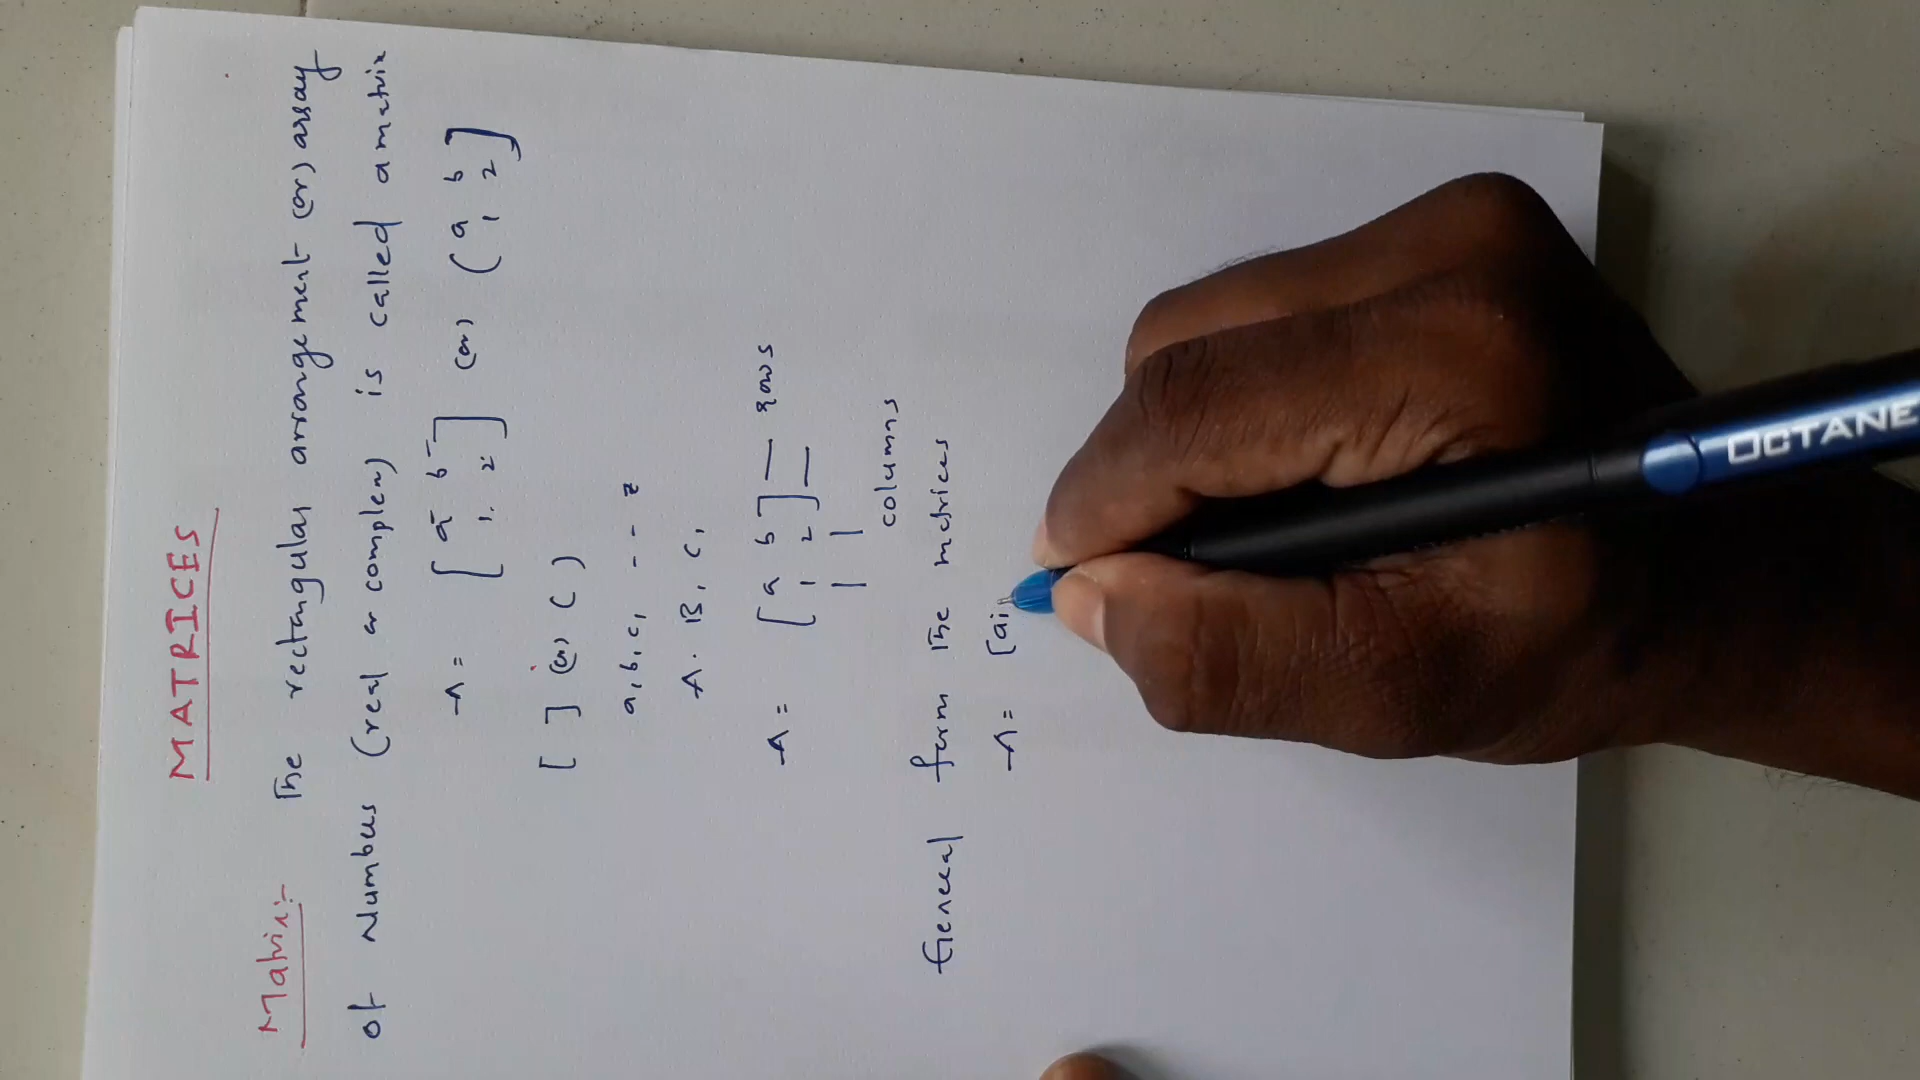 MATRICES
Matrix:- The rectangular arrangement (or) array
of Numbers (real or complex) is called a matrix
A = [ a b ] (or) ( a b ]
1, 2 1 2
[ ] (or) ( )
a, b, c, - - - z
A. B, C,
A = [ a b ] — rows
1 2
columns
General form The matrices
A = [ai,
OCTANE